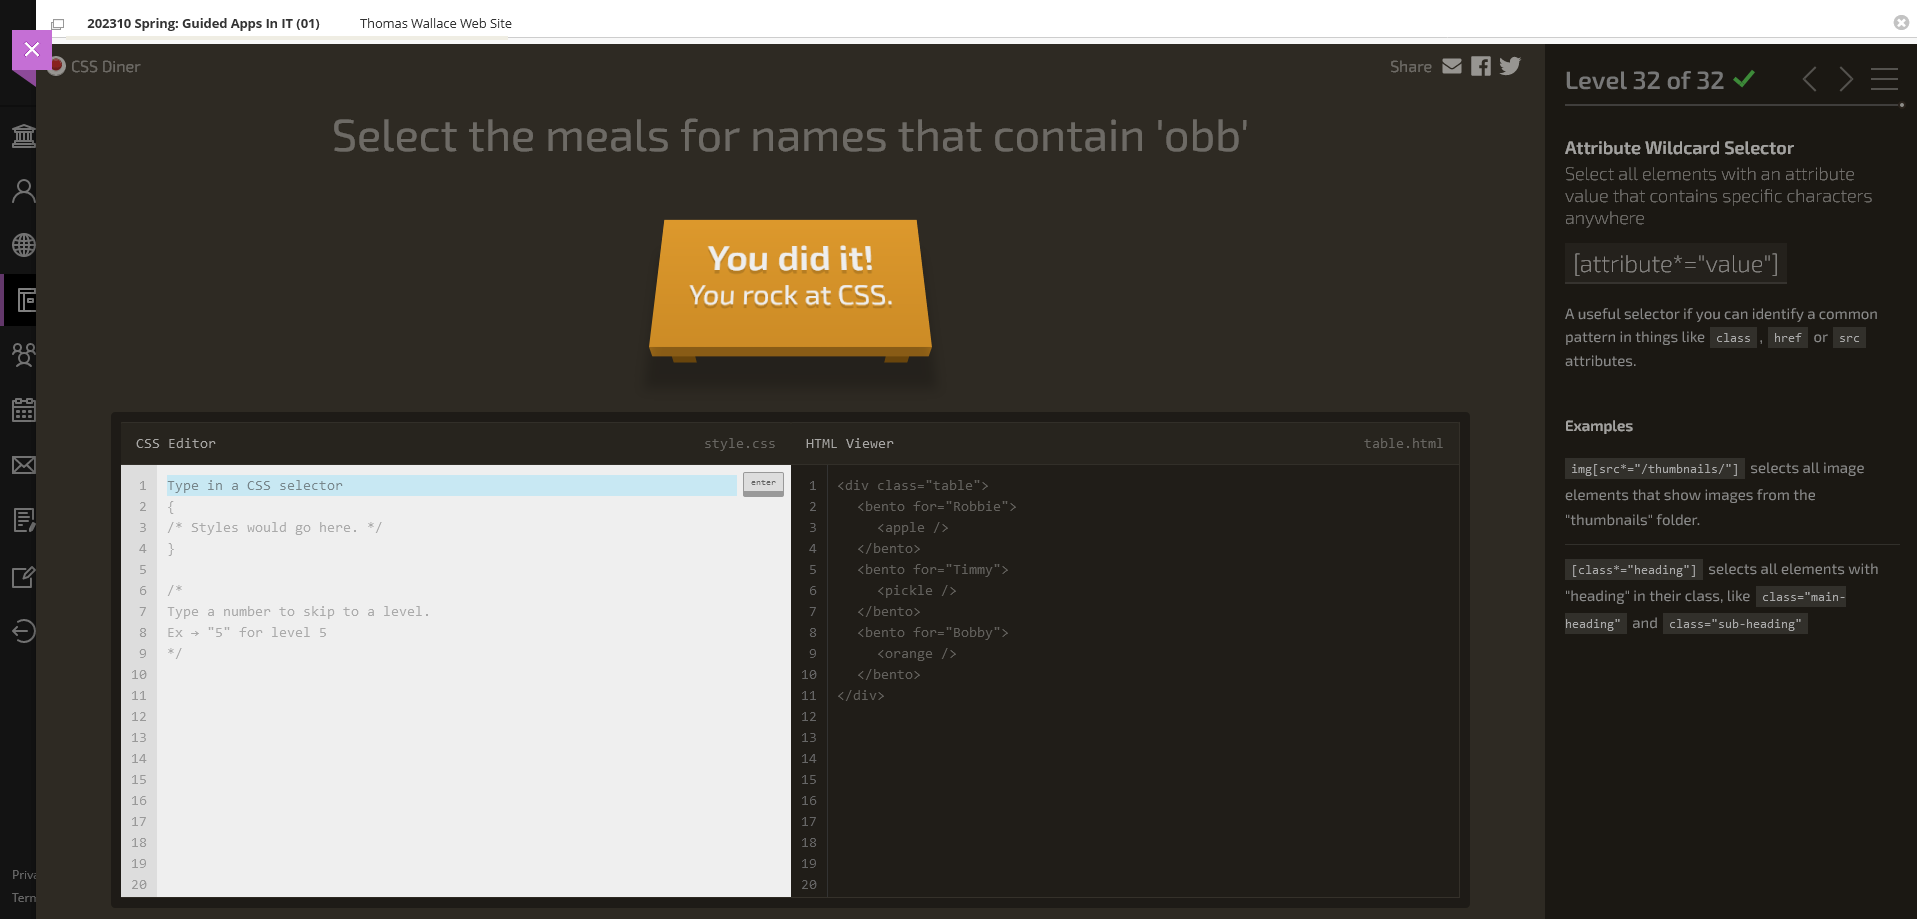 202310 Spring: Guided Apps In IT (01)
Thomas Wallace Web Site
CSS Diner
Share
Select the meals for names that contain 'obb'
You did it!
You rock at CSS.
CSS Editor
style.css
1 Type in a CSS selector
enter
2 {
3 /* Styles would go here. */
4 }
5
6 /*
7 Type a number to skip to a level.
8 Ex → "5" for level 5
9 */
10
11
12
13
14
15
16
17
18
19
20
HTML Viewer
table.html
1 <div class="table">
2 <bento for="Robbie">
3 <apple />
4 </bento>
5 <bento for="Timmy">
6 <pickle />
7 </bento>
8 <bento for="Bobby">
9 <orange />
10 </bento>
11 </div>
12
13
14
15
16
17
18
19
20
Level 32 of 32
Attribute Wildcard Selector
Select all elements with an attribute
value that contains specific characters
anywhere
[attribute*="value"]
A useful selector if you can identify a common
pattern in things like class , href or src
attributes.
Examples
img[src*="/thumbnails/"] selects all image
elements that show images from the
"thumbnails" folder.
[class*="heading"] selects all elements with
"heading" in their class, like class="main-
heading" and class="sub-heading"
Priva
Term